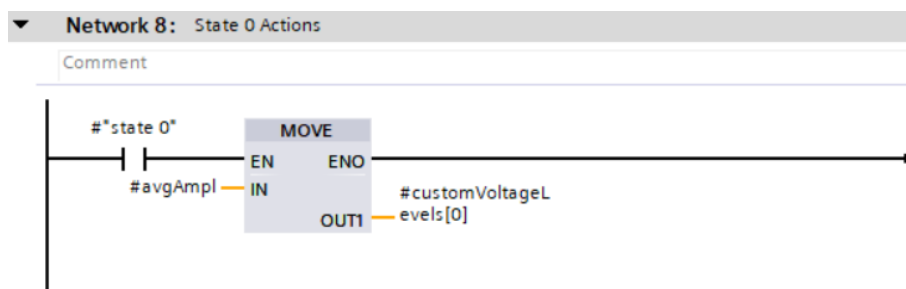 Network 8: State 0 Actions
Comment
#"state 0"
MOVE
EN ENO
#avgAmpl IN
#customVoltageL
OUT1 evels[0]